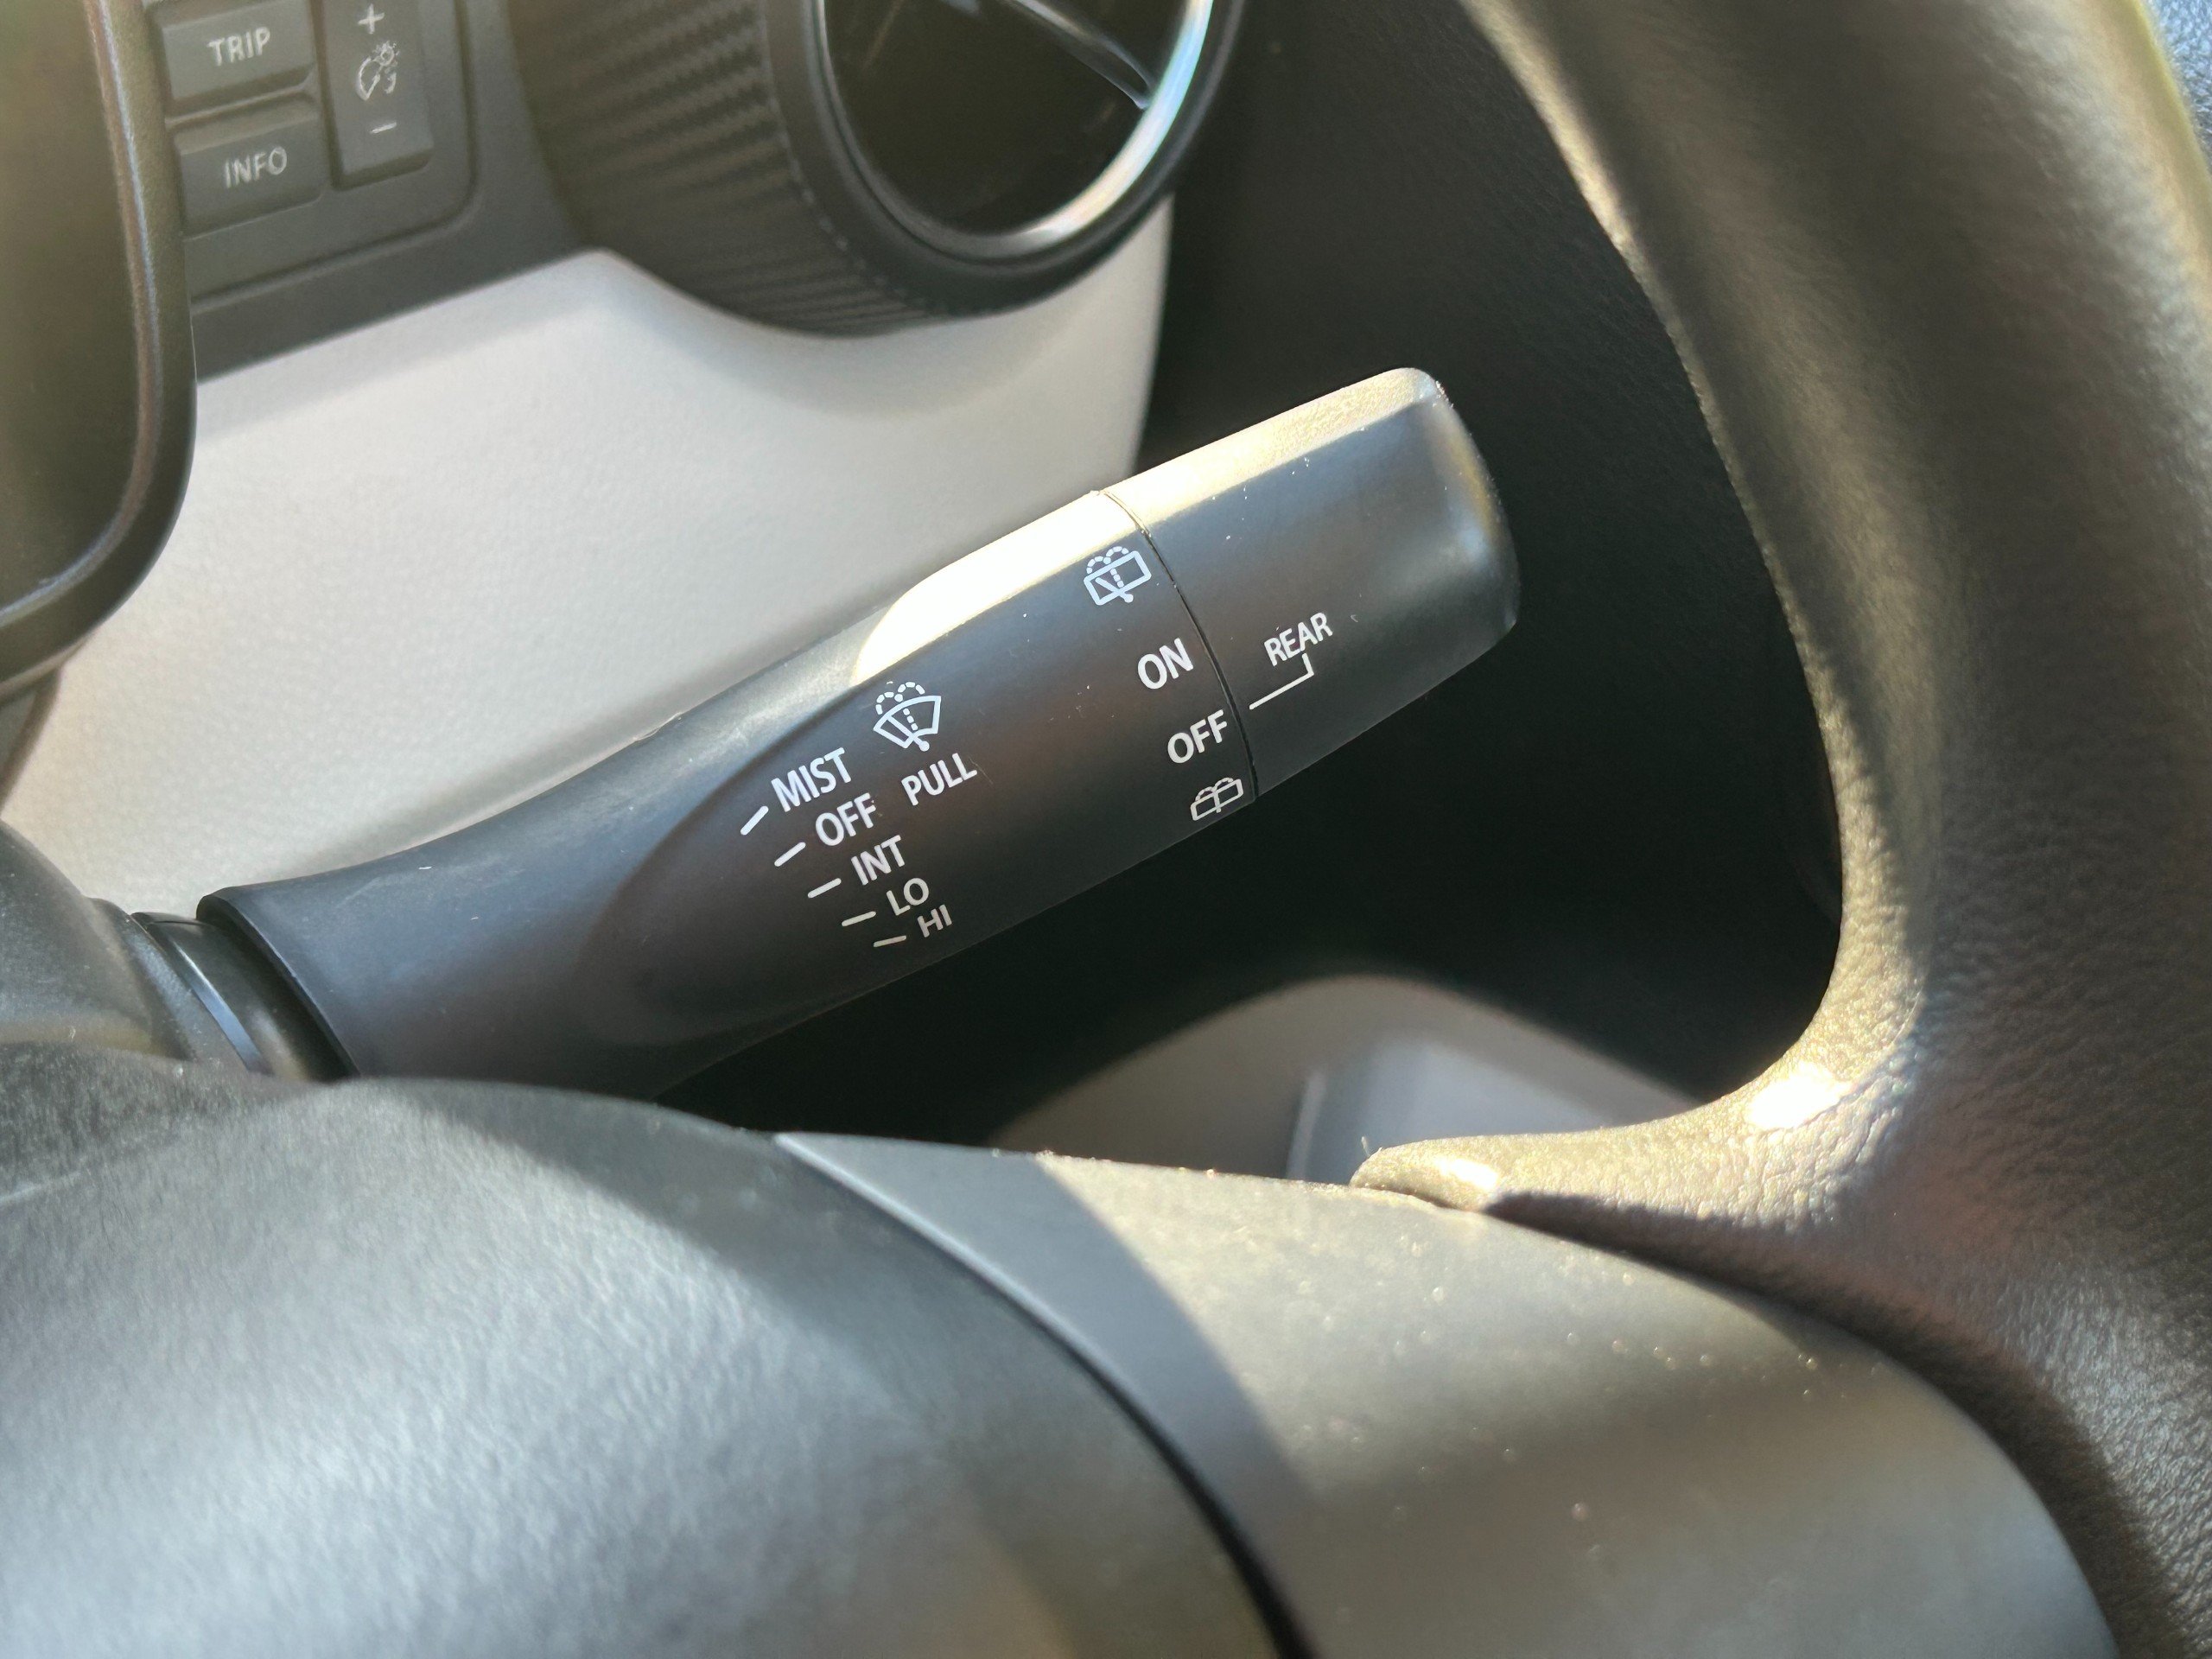 TRIP
+
INFO
-
REAR
ON
OFF
MIST
PULL
OFF
INT
LO
HI